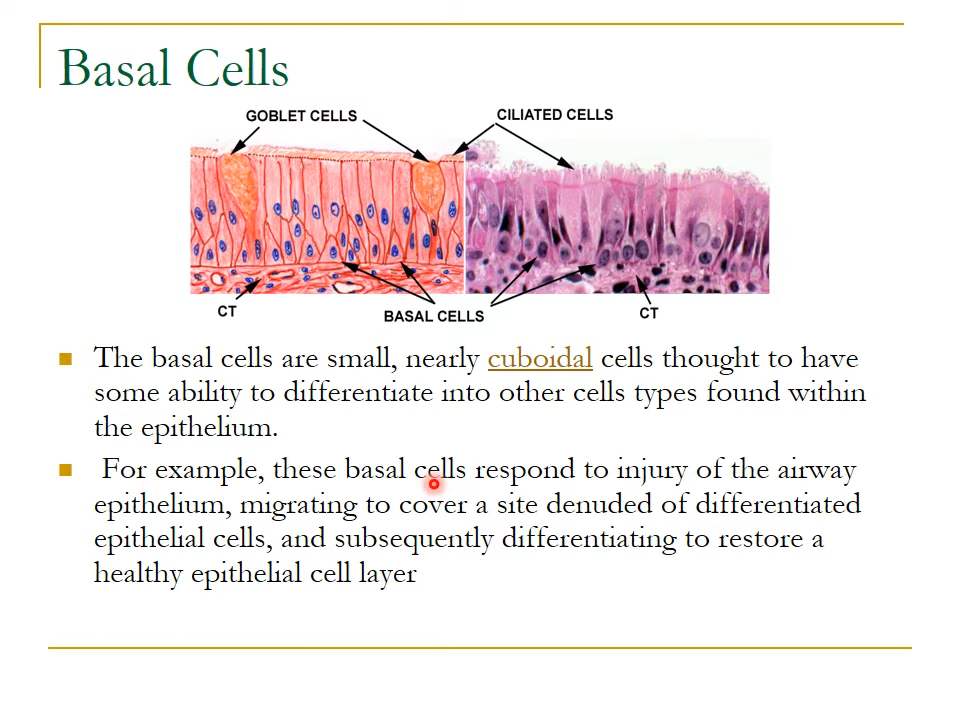 Basal Cells
GOBLET CELLS
CILIATED CELLS
CT
BASAL CELLS
CT
The basal cells are small, nearly cuboidal cells thought to have
some ability to differentiate into other cells types found within
the epithelium.
For example, these basal cells respond to injury of the airway
epithelium, migrating to cover a site denuded of differentiated
epithelial cells, and subsequently differentiating to restore a
healthy epithelial cell layer